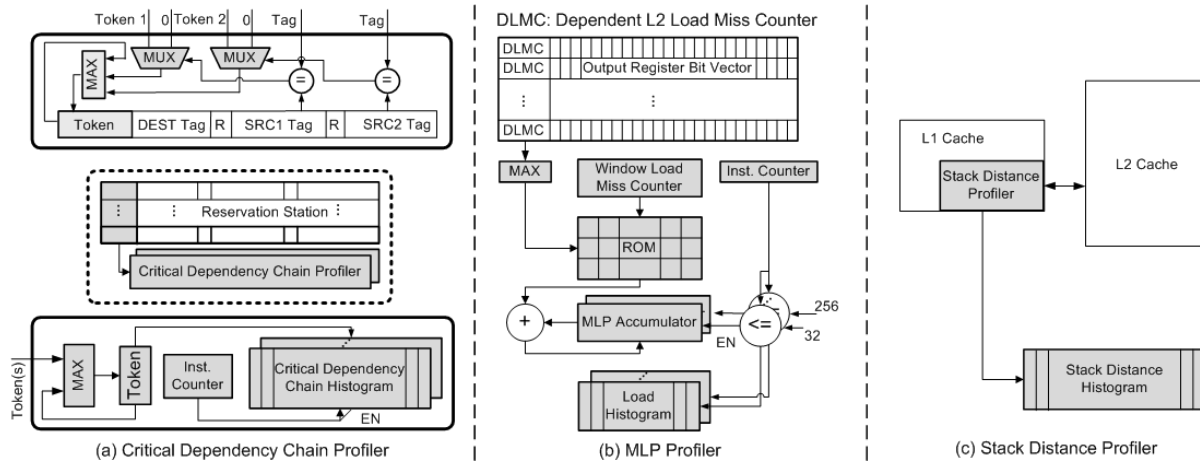 Token 1 0 Token 2 0 Tag Tag
MUX
MUX
MAX
=
=
Token
DEST Tag
R
SRC1 Tag
R
SRC2 Tag
⋮ ⋮ Reservation Station ⋮
Critical Dependency Chain Profiler
Token(s)
MAX
Token
Inst.
Counter
Critical Dependency
Chain Histogram
EN
(a) Critical Dependency Chain Profiler
DLMC: Dependent L2 Load Miss Counter
DLMC
DLMC
Output Register Bit Vector
⋮ ⋮
DLMC
MAX
Window Load
Miss Counter
Inst. Counter
ROM
+
MLP Accumulator
EN
=
<=
256
32
Load
Histogram
(b) MLP Profiler
L1 Cache
Stack Distance
Profiler
L2 Cache
Stack Distance
Histogram
(c) Stack Distance Profiler